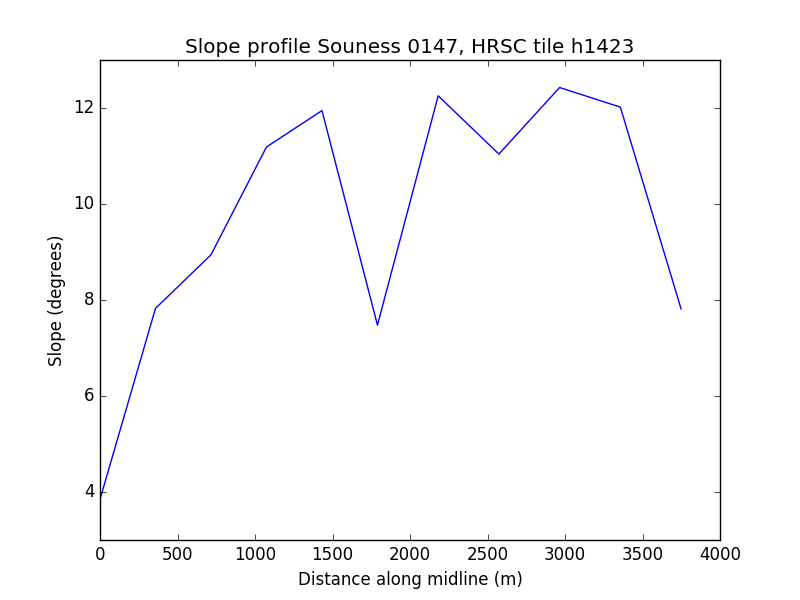 Slope profile Souness 0147, HRSC tile h1423
12
10
8
6
4
Slope (degrees)
0 500 1000 1500 2000 2500 3000 3500 4000
Distance along midline (m)